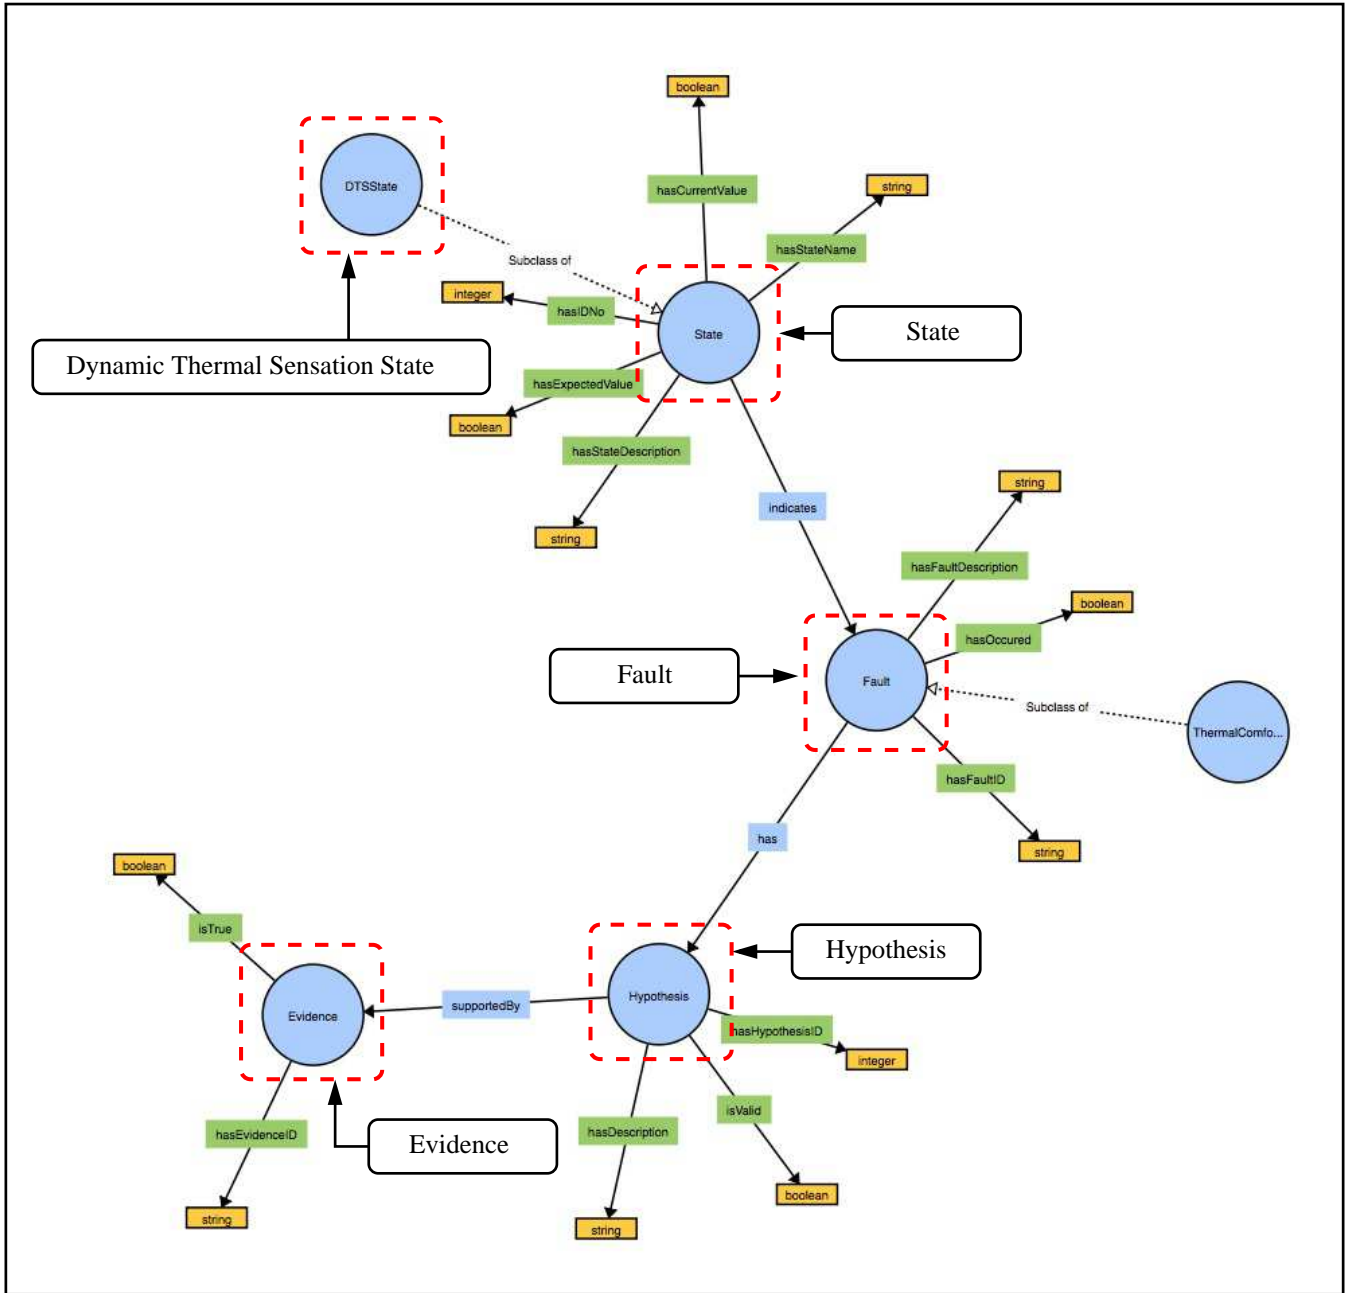 boolean
DTSState
hasCurrentValue
string
hasStateName
Subclass of
integer
hasIDNo
State
State
Dynamic Thermal Sensation State
hasExpectedValue
boolean
hasStateDescription
string
indicates
string
hasFaultDescription
boolean
hasOccured
Fault
Fault
Subclass of
ThermalComfo...
hasFaultID
has
string
boolean
isTrue
Hypothesis
Evidence
supportedBy
Hypothesis
hasHypothesisID
integer
isValid
hasEvidenceID
hasDescription
Evidence
boolean
string
string